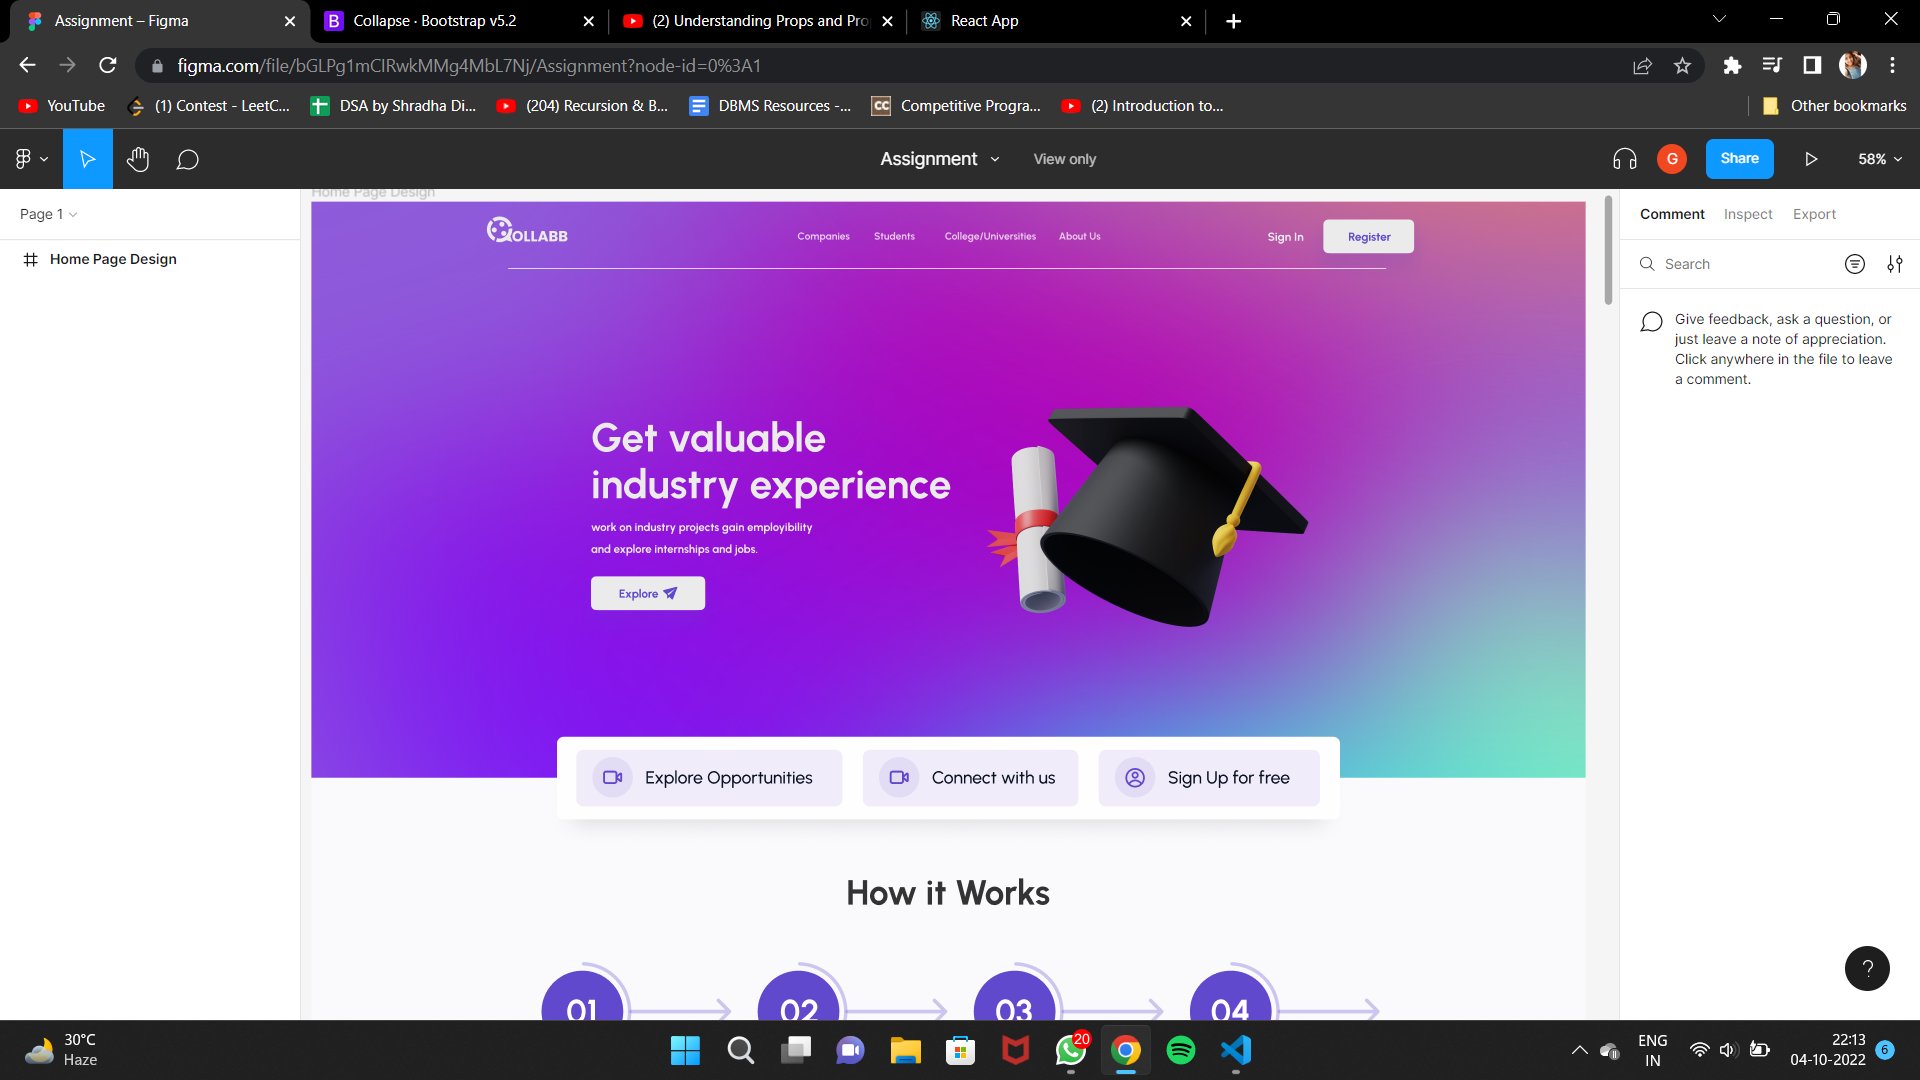 Assignment – Figma
Collapse · Bootstrap v5.2
(2) Understanding Props and Pro
React App
figma.com/file/bGLPg1mCIRwkMMg4MbL7Nj/Assignment?node-id=0%3A1
YouTube
(1) Contest - LeetC...
DSA by Shradha Di...
(204) Recursion & B...
DBMS Resources -...
CC
Competitive Progra...
(2) Introduction to...
Other bookmarks
Assignment
View only
G
Share
58%
Page 1
Home Page Design
Home Page Design
OLLABB
Companies
Students
College/Universities
About Us
Sign In
Register
Get valuable
industry experience
work on industry projects gain employibility
and explore internships and jobs.
Explore
Explore Opportunities
Connect with us
Sign Up for free
How it Works
01
02
03
04
Comment
Inspect
Export
Search
Give feedback, ask a question, or
just leave a note of appreciation.
Click anywhere in the file to leave
a comment.
?
30°C
Haze
20
ENG
IN
22:13
04-10-2022
6